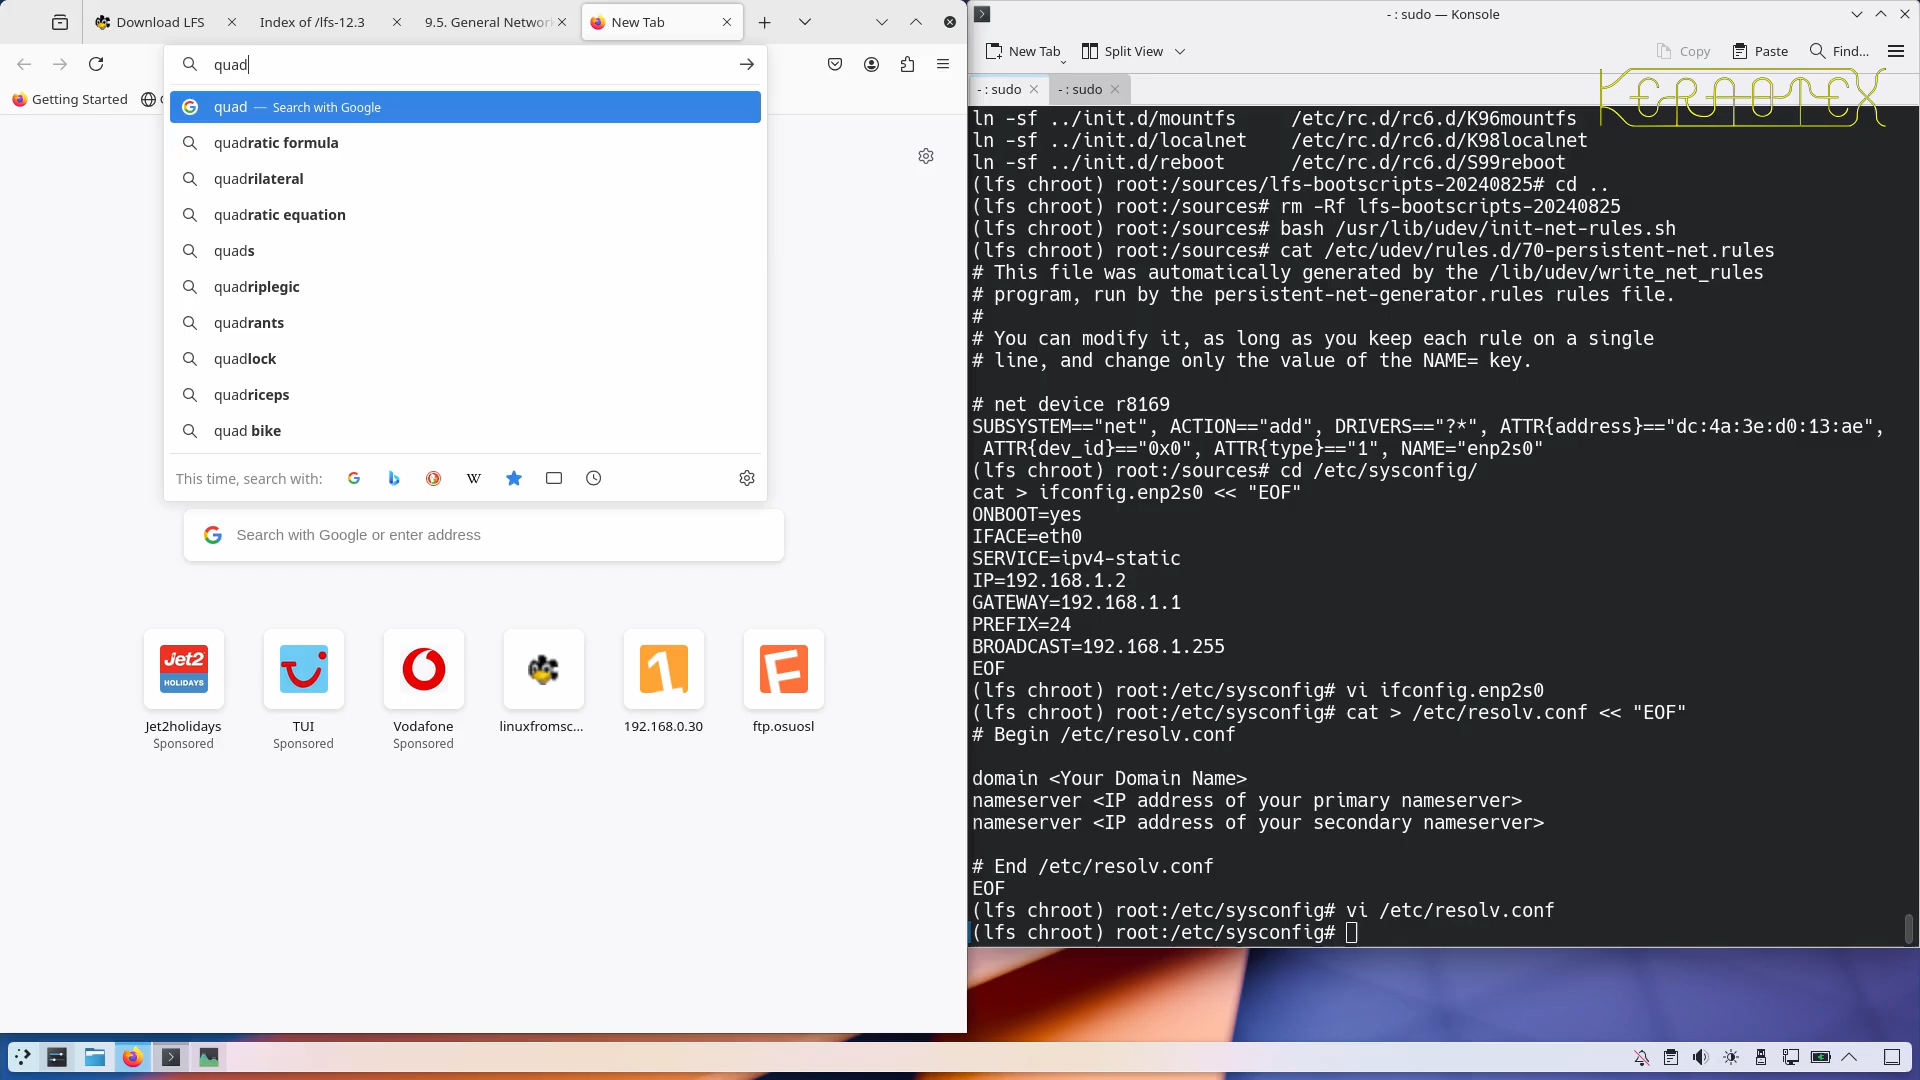 Download LFS
Index of /lfs-12.3
9.5. General Networ
New Tab
quad
Getting Started
quad — Search with Google
quadratic formula
quadrilateral
quadratic equation
quads
quadriplegic
quadrants
quadlock
quadriceps
quad bike
This time, search with:
Search with Google or enter address
Jet2 HOLIDAYS
Jet2holidays
Sponsored
TUI
Sponsored
Vodafone
Sponsored
linuxfromsc...
1
192.168.0.30
F
ftp.osuosl
- : sudo — Konsole
New Tab
Split View
Copy
Paste
Find...
- : sudo
- : sudo
KERNOTEX
ln -sf ../init.d/mountfs     /etc/rc.d/rc6.d/K96mountfs
ln -sf ../init.d/localnet    /etc/rc.d/rc6.d/K98localnet
ln -sf ../init.d/reboot      /etc/rc.d/rc6.d/S99reboot
(lfs chroot) root:/sources/lfs-bootscripts-20240825# cd ..
(lfs chroot) root:/sources# rm -Rf lfs-bootscripts-20240825
(lfs chroot) root:/sources# bash /usr/lib/udev/init-net-rules.sh
(lfs chroot) root:/sources# cat /etc/udev/rules.d/70-persistent-net.rules
# This file was automatically generated by the /lib/udev/write_net_rules
# program, run by the persistent-net-generator.rules rules file.
#
# You can modify it, as long as you keep each rule on a single
# line, and change only the value of the NAME= key.
# net device r8169
SUBSYSTEM=="net", ACTION=="add", DRIVERS=="?*", ATTR{address}=="dc:4a:3e:d0:13:ae",
 ATTR{dev_id}=="0x0", ATTR{type}=="1", NAME="enp2s0"
(lfs chroot) root:/sources# cd /etc/sysconfig/
cat > ifconfig.enp2s0 << "EOF"
ONBOOT=yes
IFACE=eth0
SERVICE=ipv4-static
IP=192.168.1.2
GATEWAY=192.168.1.1
PREFIX=24
BROADCAST=192.168.1.255
EOF
(lfs chroot) root:/etc/sysconfig# vi ifconfig.enp2s0
(lfs chroot) root:/etc/sysconfig# cat > /etc/resolv.conf << "EOF"
# Begin /etc/resolv.conf
domain <Your Domain Name>
nameserver <IP address of your primary nameserver>
nameserver <IP address of your secondary nameserver>
# End /etc/resolv.conf
EOF
(lfs chroot) root:/etc/sysconfig# vi /etc/resolv.conf
(lfs chroot) root:/etc/sysconfig#